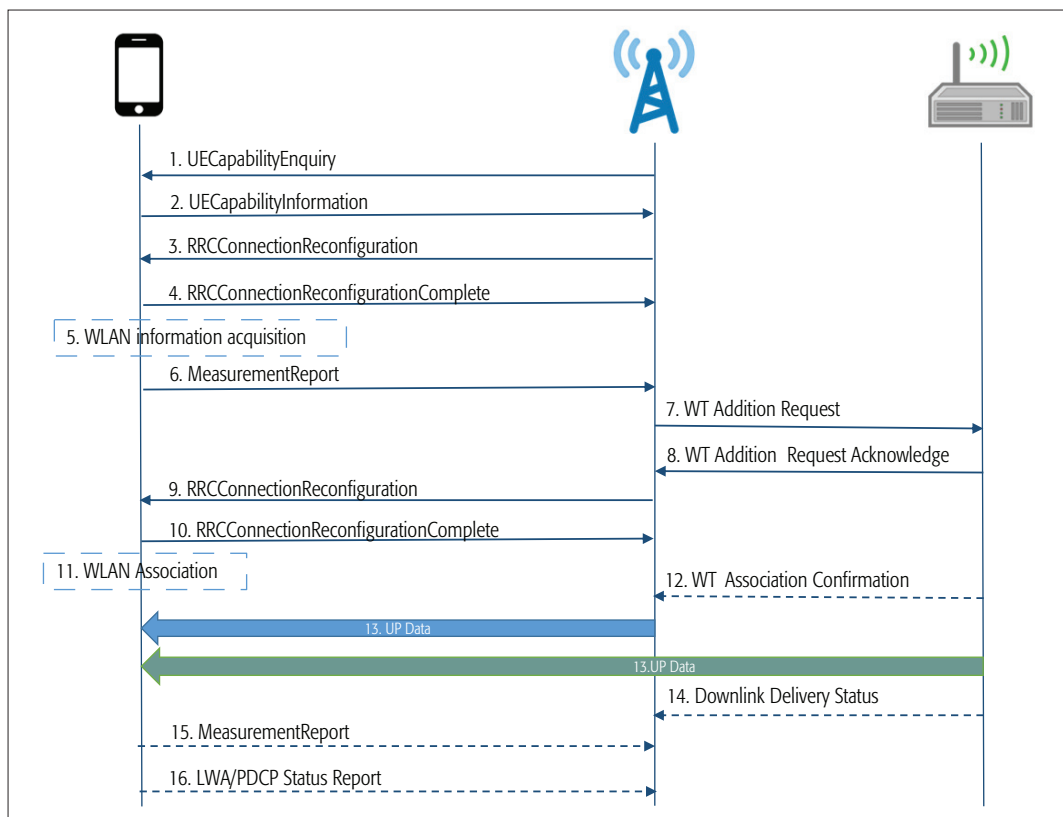 1. UECapabilityEnquiry
2. UECapabilityInformation
3. RRCConnectionReconfiguration
4. RRCConnectionReconfigurationComplete
5. WLAN information acquisition
6. MeasurementReport
7. WT Addition Request
8. WT Addition Request Acknowledge
9. RRCConnectionReconfiguration
10. RRCConnectionReconfigurationComplete
11. WLAN Association
12. WT Association Confirmation
13. UP Data
13.UP Data
14. Downlink Delivery Status
15. MeasurementReport
16. LWA/PDCP Status Report